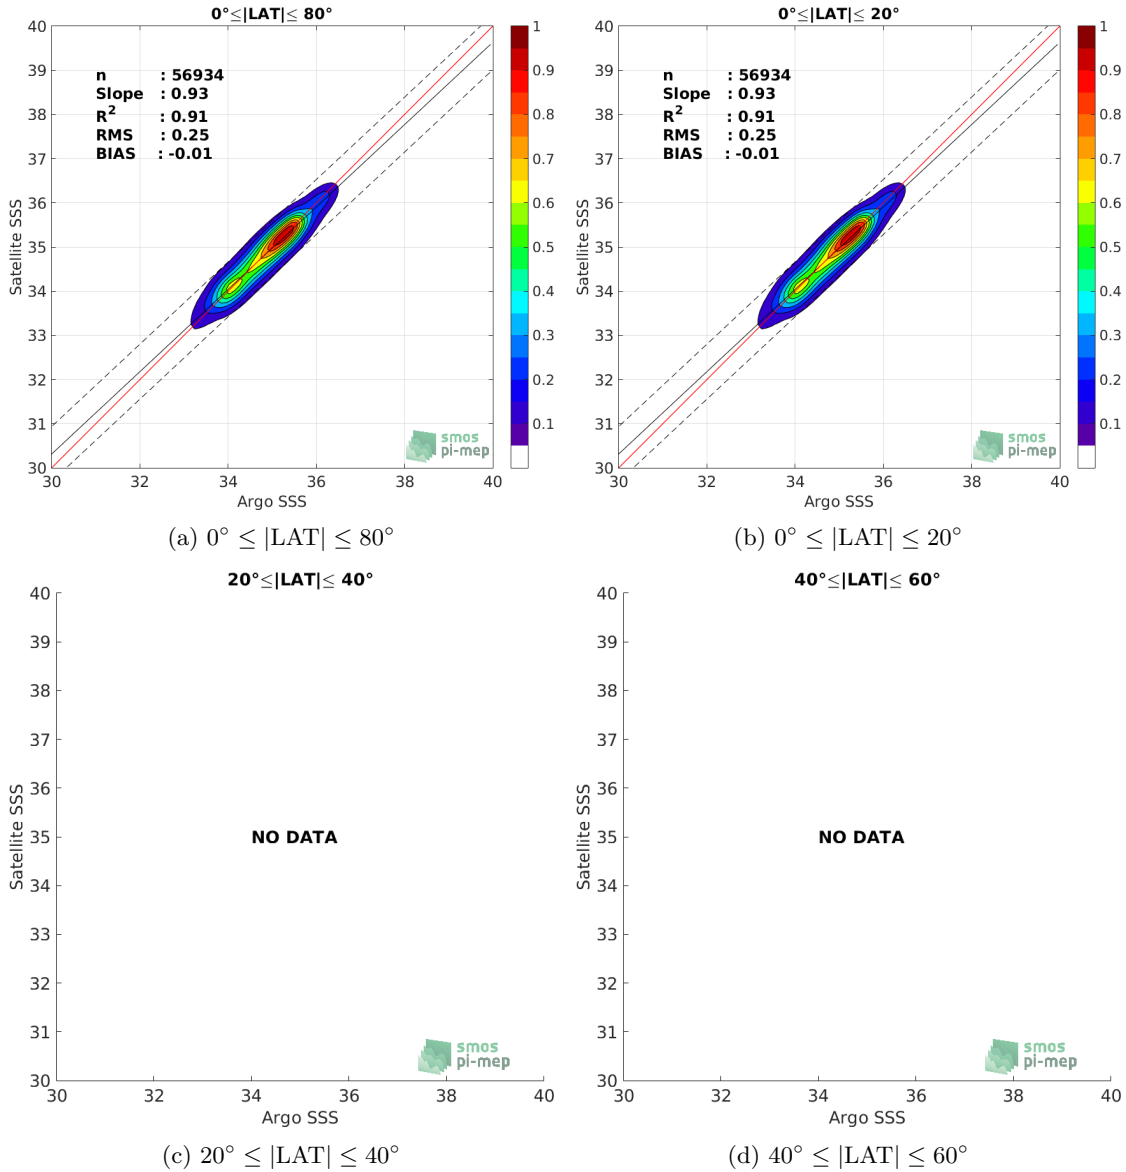 0°≤|LAT|≤ 80°
40
39
38
37
36
35
34
33
32
31
30
Satellite SSS
n : 56934
Slope : 0.93
R² : 0.91
RMS : 0.25
BIAS : -0.01
smos
pi-mep
30 32 34 36 38 40
Argo SSS
1
0.9
0.8
0.7
0.6
0.5
0.4
0.3
0.2
0.1
(a) 0° ≤ |LAT| ≤ 80°
0°≤|LAT|≤ 20°
40
39
38
37
36
35
34
33
32
31
30
Satellite SSS
n : 56934
Slope : 0.93
R² : 0.91
RMS : 0.25
BIAS : -0.01
smos
pi-mep
30 32 34 36 38 40
Argo SSS
1
0.9
0.8
0.7
0.6
0.5
0.4
0.3
0.2
0.1
(b) 0° ≤ |LAT| ≤ 20°
20°≤|LAT|≤ 40°
40
39
38
37
36
35
34
33
32
31
30
Satellite SSS
NO DATA
smos
pi-mep
30 32 34 36 38 40
Argo SSS
(c) 20° ≤ |LAT| ≤ 40°
40°≤|LAT|≤ 60°
40
39
38
37
36
35
34
33
32
31
30
Satellite SSS
NO DATA
smos
pi-mep
30 32 34 36 38 40
Argo SSS
(d) 40° ≤ |LAT| ≤ 60°